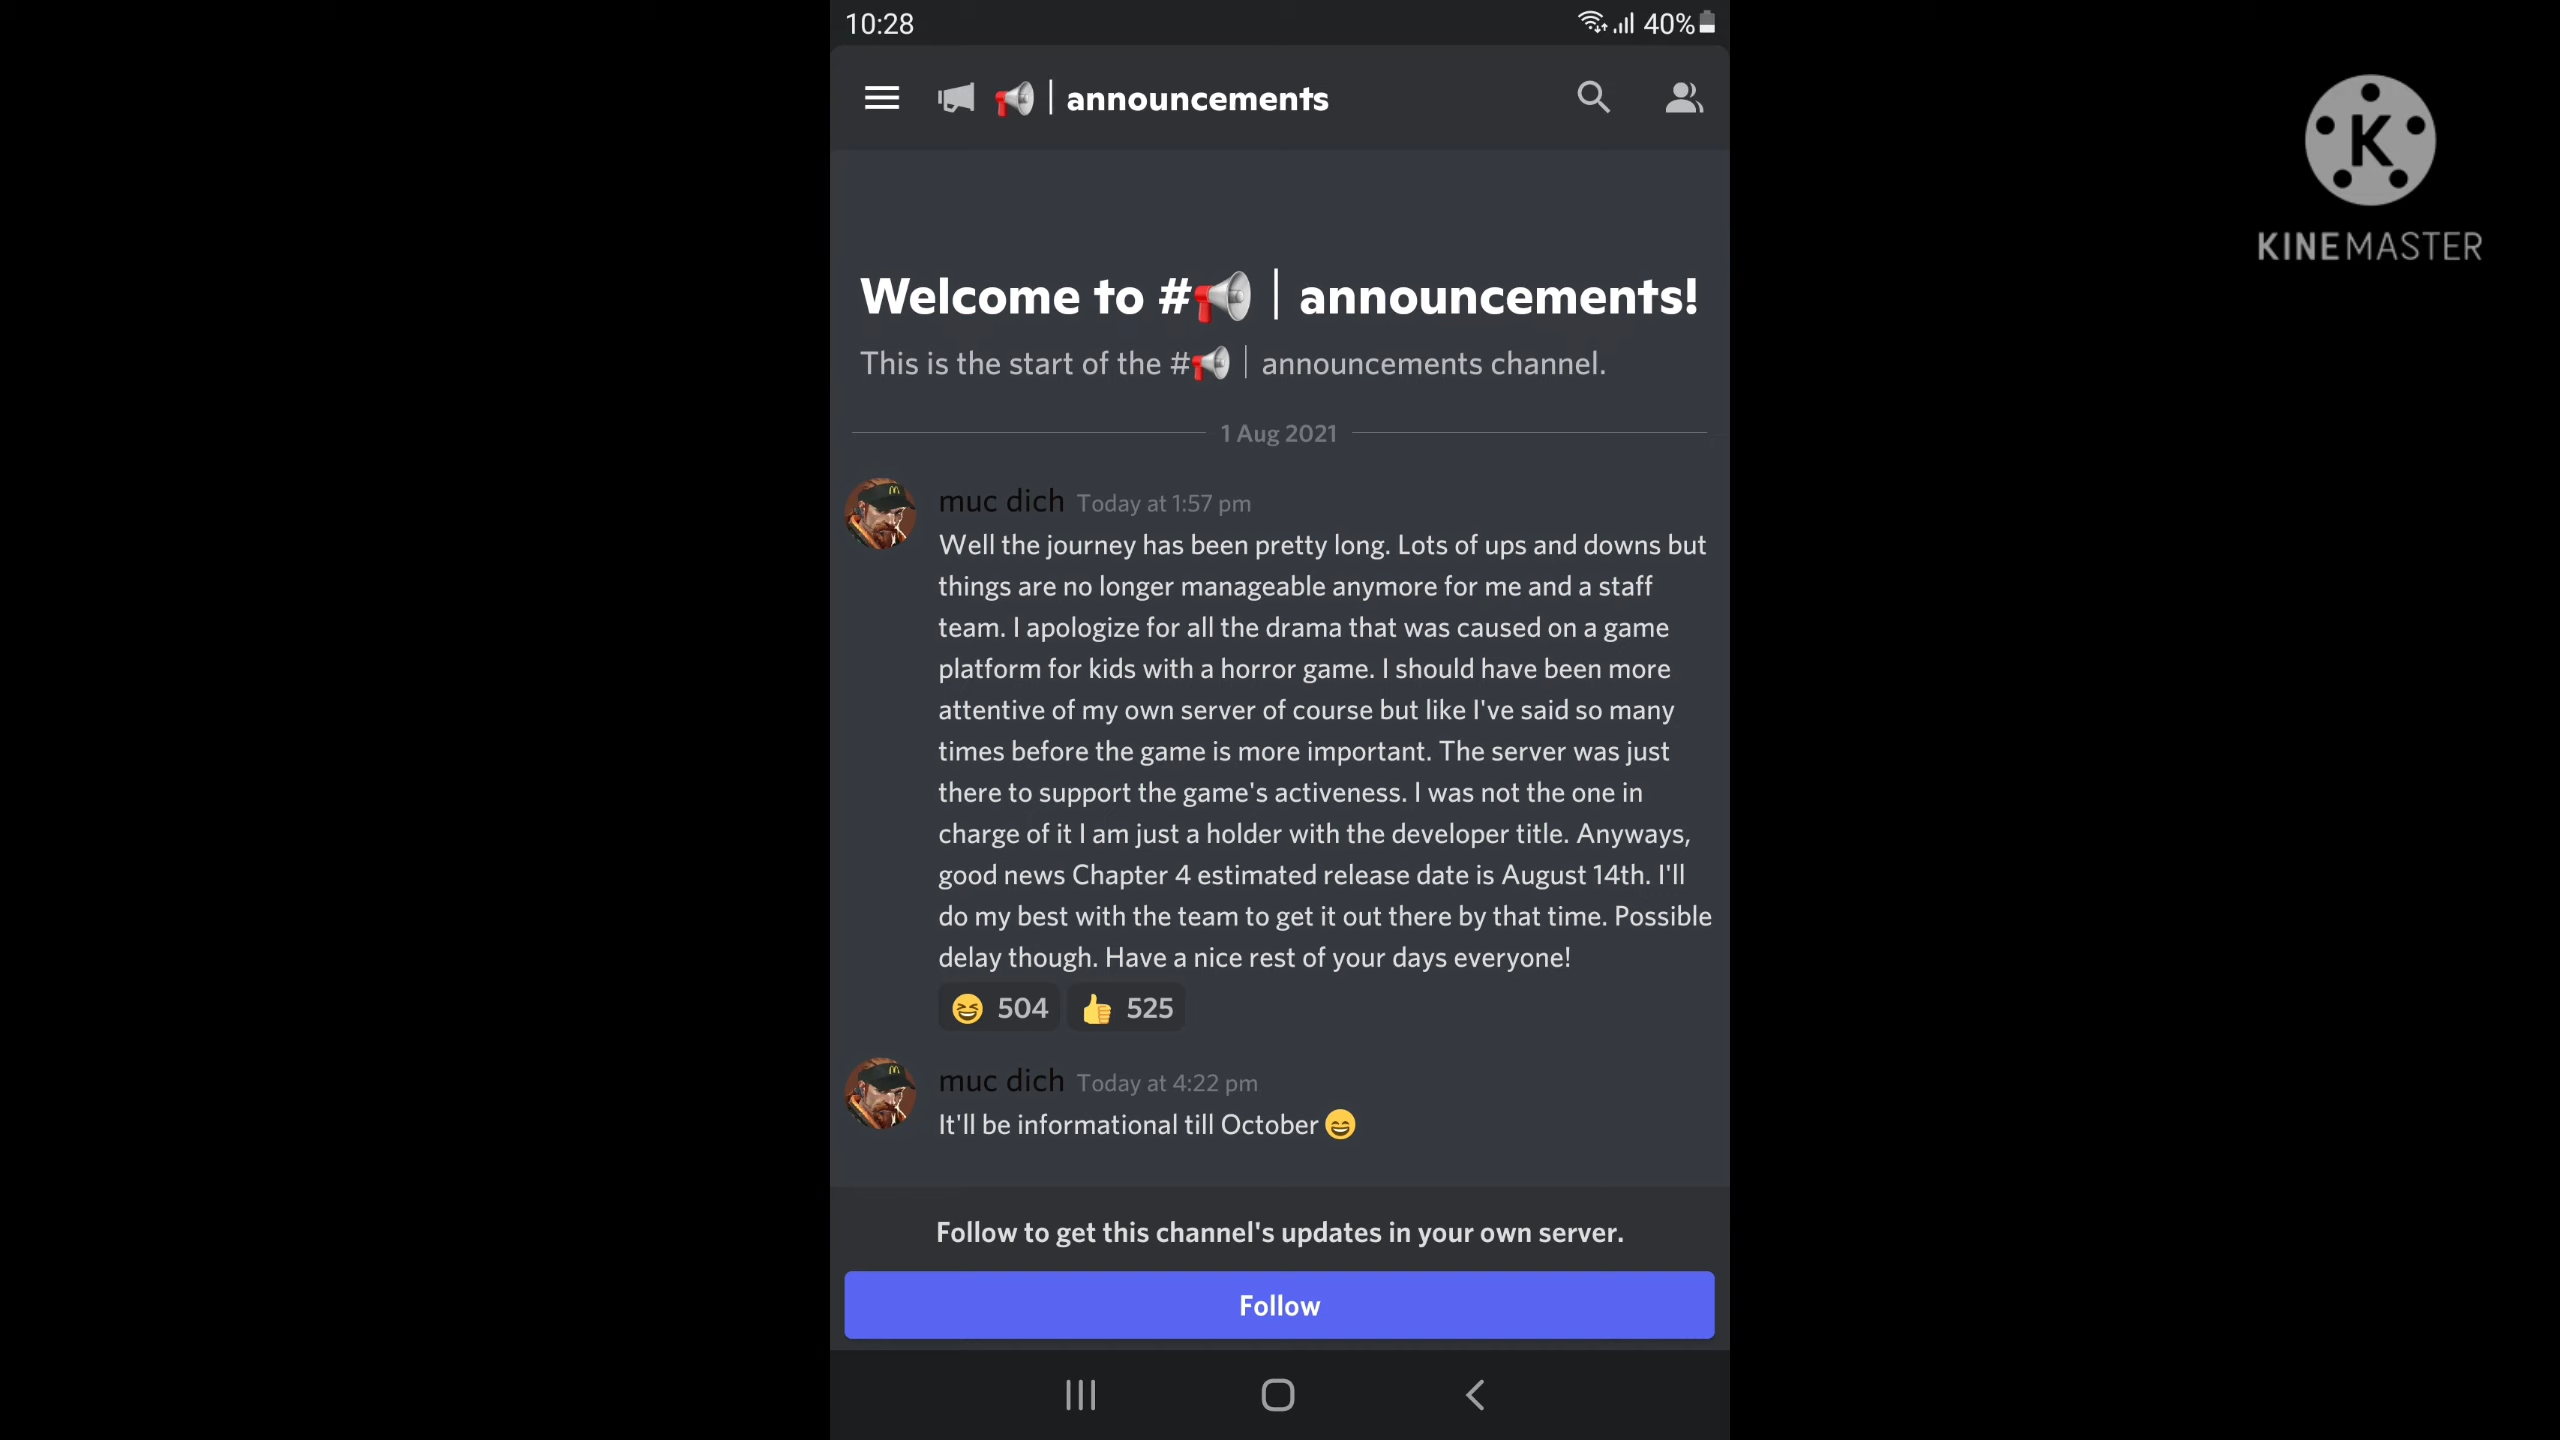 10:28
40%
📢 | announcements
KINEMASTER
Welcome to #📢 | announcements!
This is the start of the #📢 | announcements channel.
1 Aug 2021
muc dich Today at 1:57 pm
Well the journey has been pretty long. Lots of ups and downs but
things are no longer manageable anymore for me and a staff
team. I apologize for all the drama that was caused on a game
platform for kids with a horror game. I should have been more
attentive of my own server of course but like I've said so many
times before the game is more important. The server was just
there to support the game's activeness. I was not the one in
charge of it I am just a holder with the developer title. Anyways,
good news Chapter 4 estimated release date is August 14th. I'll
do my best with the team to get it out there by that time. Possible
delay though. Have a nice rest of your days everyone!
😆 504 👍 525
muc dich Today at 4:22 pm
It'll be informational till October 😄
Follow to get this channel's updates in your own server.
Follow